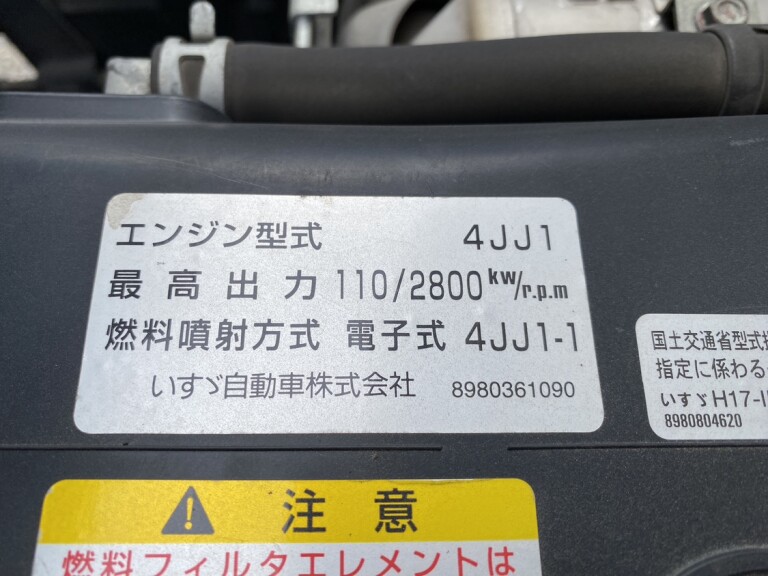 エンジン型式 4JJ1
最高出力 110/2800kw/r.p.m
燃料噴射方式 電子式 4JJ1-1
いすゞ自動車株式会社 8980361090
国土交通省型式
指定に係わる
いすゞH17-
8980804620
注意
燃料フィルタエレメントは